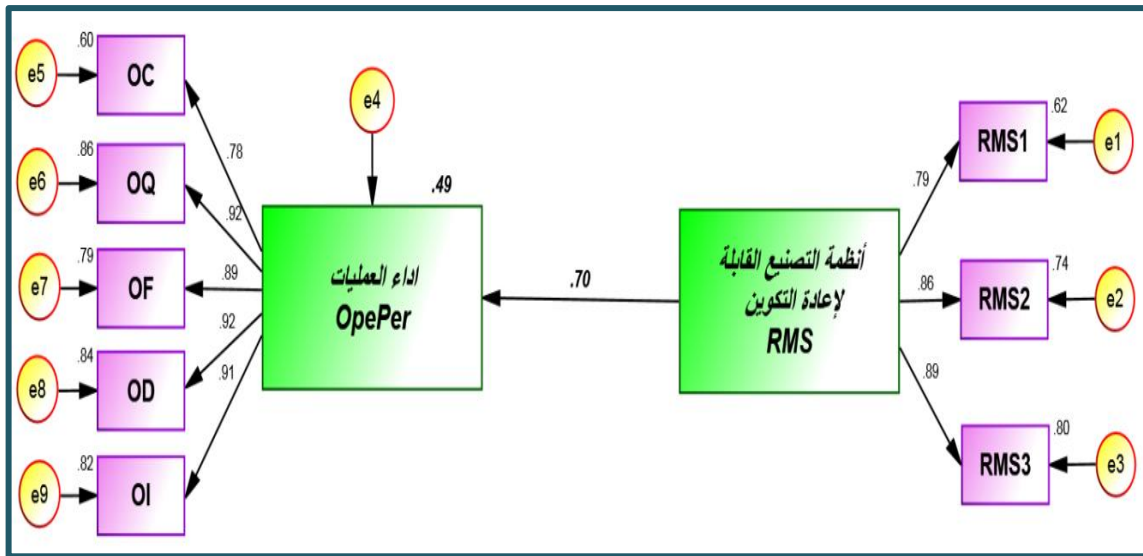 .60
e5
OC
.78
.86
e6
OQ
.92
.79
e7
OF
.89
.84
e8
OD
.92
.82
e9
OI
.91
e4
.49
اداء العمليات
OpePer
.70
أنظمة التصنيع القابلة
لإعادة التكوين
RMS
.62
RMS1
e1
.79
.74
RMS2
e2
.86
.80
RMS3
e3
.89